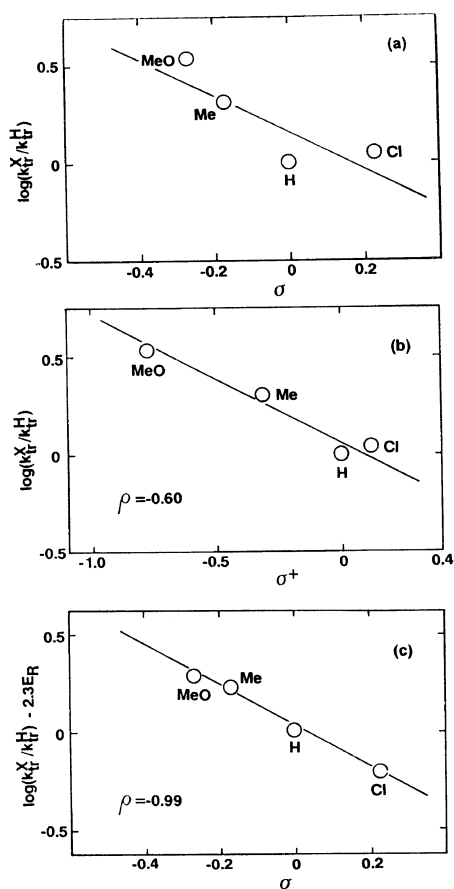 (a)
0.5
MeO
Me
Cl
0
H
log(k_tr^X/k_tr^H)
-0.5
-0.4
-0.2
0
0.2
σ
(b)
0.5
MeO
Me
Cl
0
H
log(k_tr^X/k_tr^H)
ρ =-0.60
-0.5
-1.0
-0.5
0
0.4
σ+
(c)
0.5
Me
MeO
H
0
Cl
log(k_tr^X/k_tr^H) - 2.3E_R
ρ =-0.99
-0.5
-0.4
-0.2
0
0.2
σ